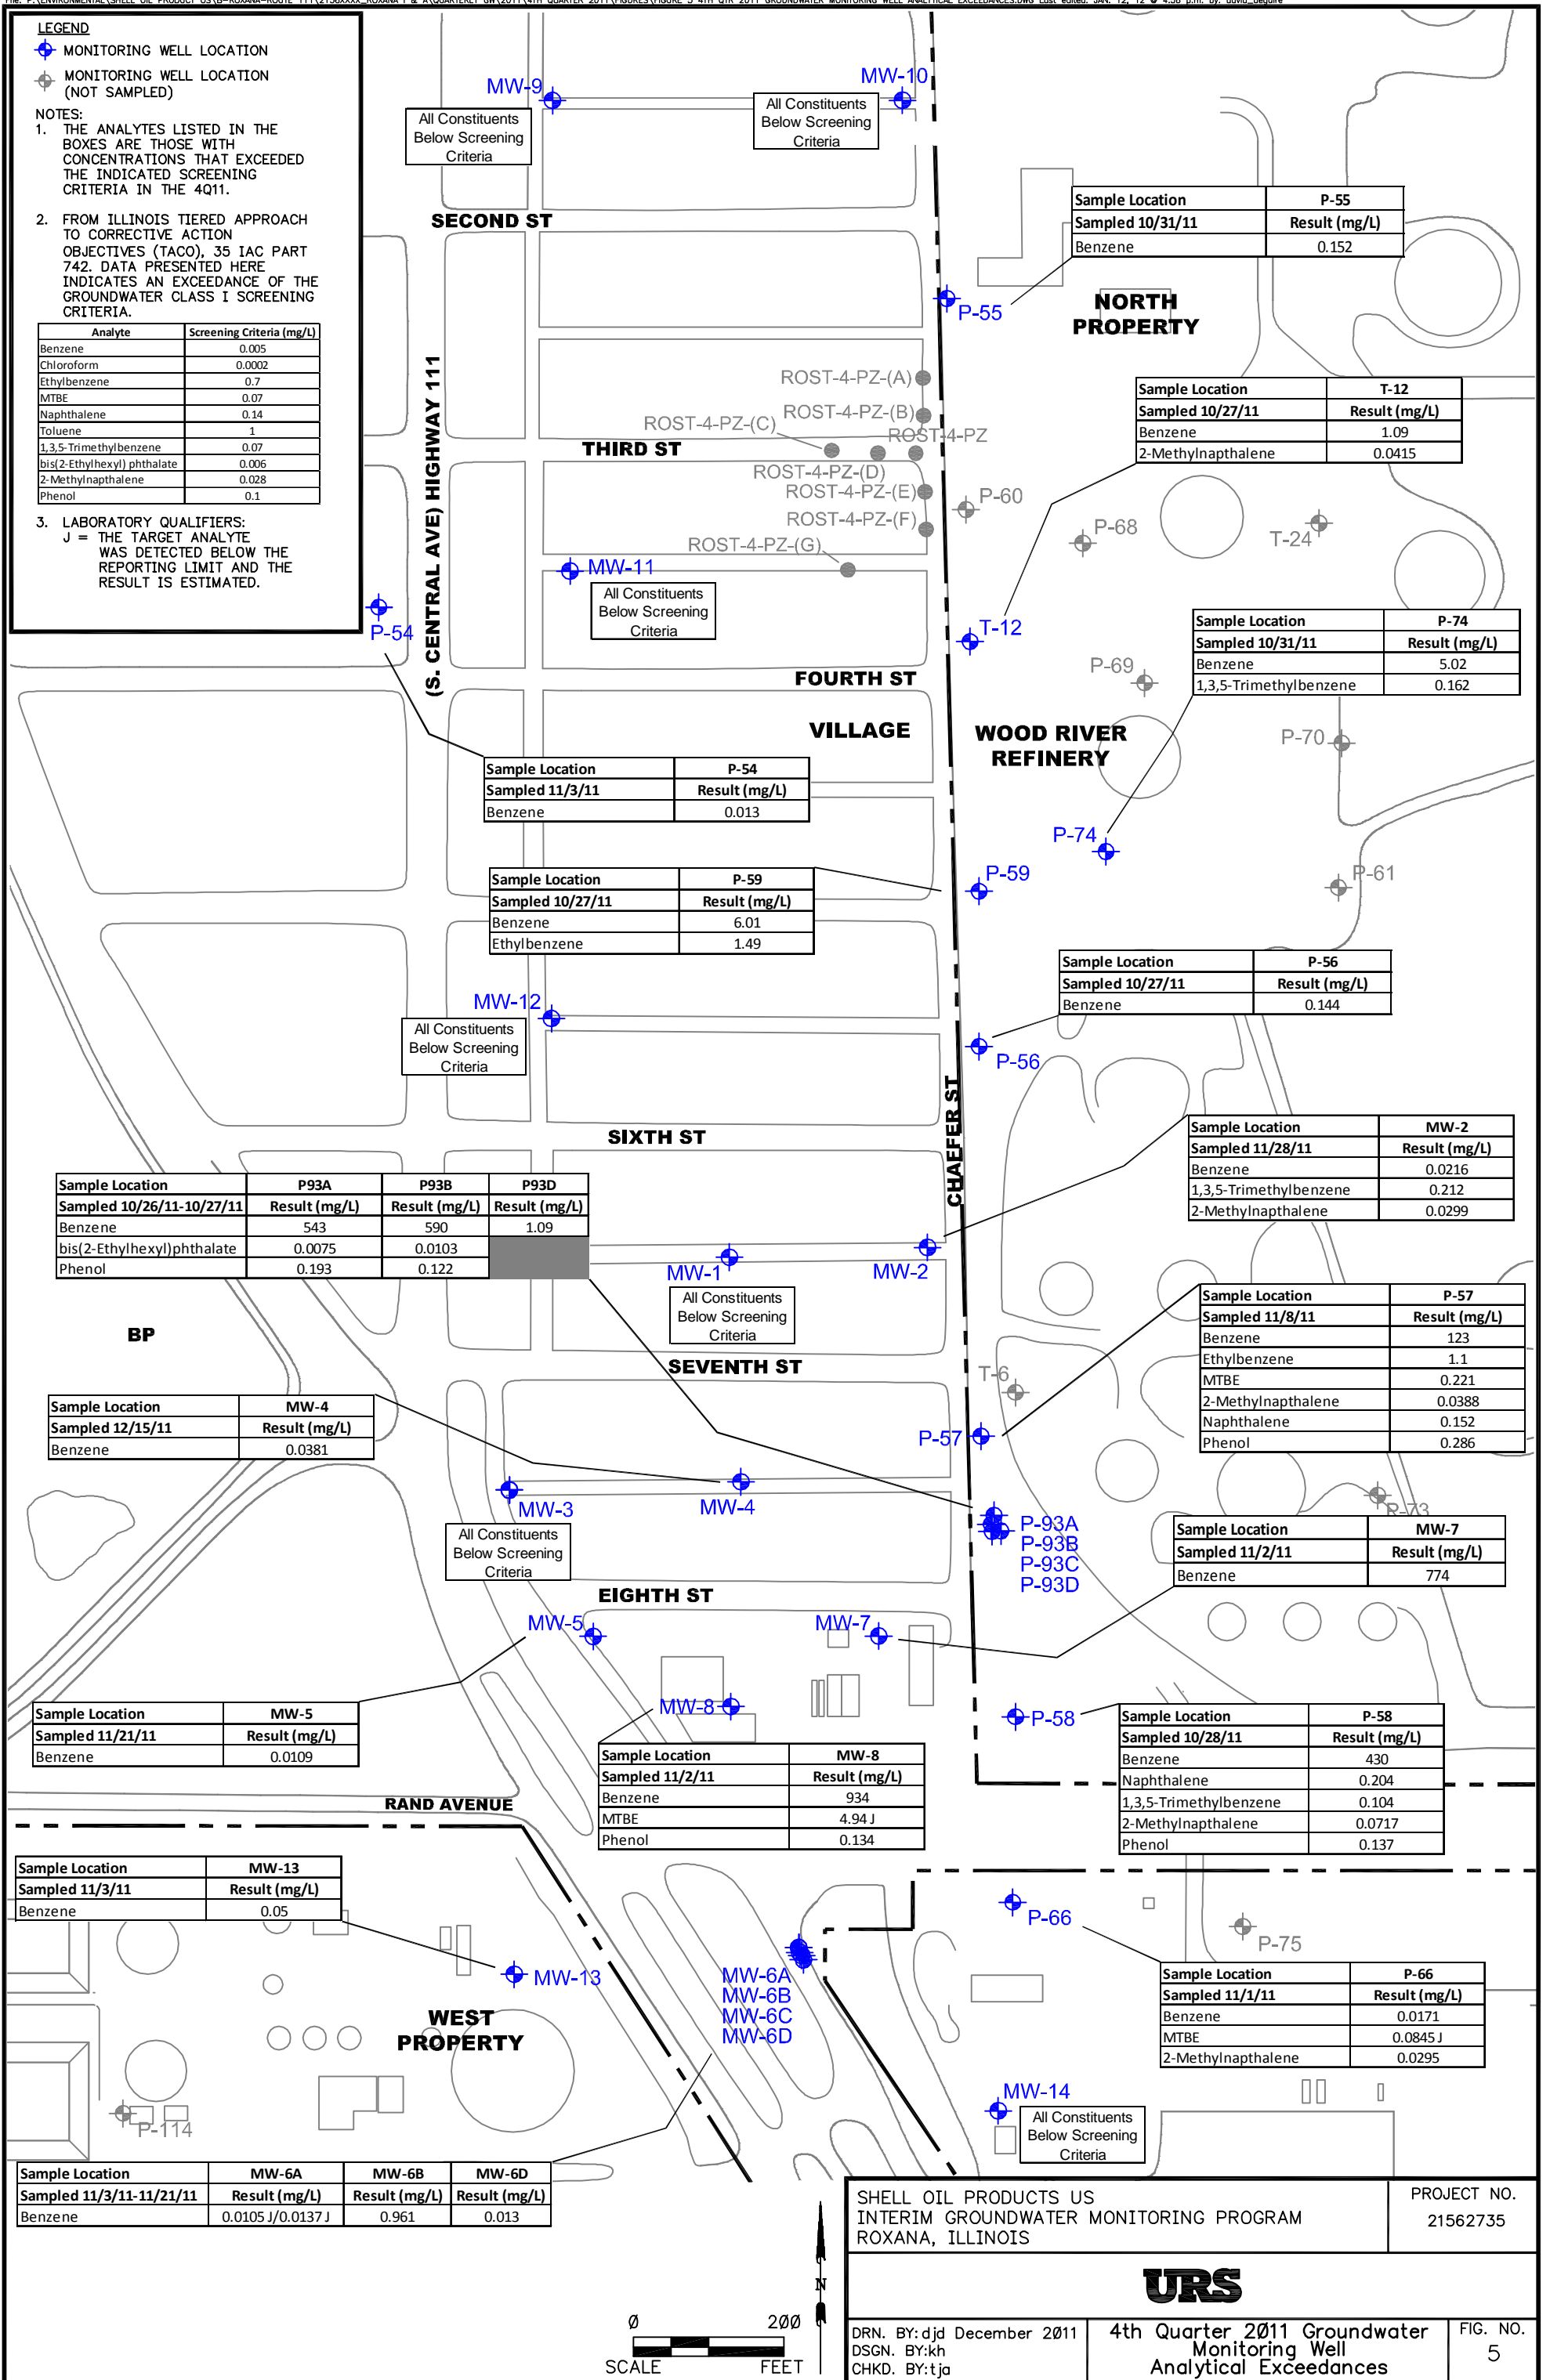 File: P:\ENVIRONMENTAL\SHELL OIL PRODUCT US\
LEGEND
MONITORING WELL LOCATION
MONITORING WELL LOCATION
(NOT SAMPLED)
NOTES:
1. THE ANALYTES LISTED IN THE
BOXES ARE THOSE WITH
CONCENTRATIONS THAT EXCEEDED
THE INDICATED SCREENING
CRITERIA IN THE 4Q11.
2. FROM ILLINOIS TIERED APPROACH
TO CORRECTIVE ACTION
OBJECTIVES (TACO), 35 IAC PART
742. DATA PRESENTED HERE
INDICATES AN EXCEEDANCE OF THE
GROUNDWATER CLASS I SCREENING
CRITERIA.
Analyte Screening Criteria (mg/L)
Benzene 0.005
Chloroform 0.0002
Ethylbenzene 0.7
MTBE 0.07
Naphthalene 0.14
Toluene 1
1,3,5-Trimethylbenzene 0.07
bis(2-Ethylhexyl) phthalate 0.006
2-Methylnapthalene 0.028
Phenol 0.1
3. LABORATORY QUALIFIERS:
J = THE TARGET ANALYTE
WAS DETECTED BELOW THE
REPORTING LIMIT AND THE
RESULT IS ESTIMATED.
MW-9
All Constituents
Below Screening
Criteria
MW-10
All Constituents
Below Screening
Criteria
SECOND ST
Sample Location P-55
Sampled 10/31/11 Result (mg/L)
Benzene 0.152
P-55
NORTH
PROPERTY
(S. CENTRAL AVE) HIGHWAY 111
ROST-4-PZ-(A)
ROST-4-PZ-(B)
ROST-4-PZ-(C)
ROST-4-PZ
THIRD ST
ROST-4-PZ-(D)
ROST-4-PZ-(E)
ROST-4-PZ-(F)
ROST-4-PZ-(G)
Sample Location T-12
Sampled 10/27/11 Result (mg/L)
Benzene 1.09
2-Methylnapthalene 0.0415
P-60
P-68
T-24
MW-11
All Constituents
Below Screening
Criteria
P-54
T-12
Sample Location P-74
Sampled 10/31/11 Result (mg/L)
Benzene 5.02
1,3,5-Trimethylbenzene 0.162
P-69
FOURTH ST
VILLAGE
WOOD RIVER
REFINERY
P-70
Sample Location P-54
Sampled 11/3/11 Result (mg/L)
Benzene 0.013
P-74
P-59
P-61
Sample Location P-59
Sampled 10/27/11 Result (mg/L)
Benzene 6.01
Ethylbenzene 1.49
Sample Location P-56
Sampled 10/27/11 Result (mg/L)
Benzene 0.144
MW-12
All Constituents
Below Screening
Criteria
P-56
CHAEFER ST
SIXTH ST
Sample Location MW-2
Sampled 11/28/11 Result (mg/L)
Benzene 0.0216
1,3,5-Trimethylbenzene 0.212
2-Methylnapthalene 0.0299
Sample Location P93A P93B P93D
Sampled 10/26/11-10/27/11 Result (mg/L) Result (mg/L) Result (mg/L)
Benzene 543 590 1.09
bis(2-Ethylhexyl)phthalate 0.0075 0.0103
Phenol 0.193 0.122
MW-1
All Constituents
Below Screening
Criteria
MW-2
BP
Sample Location P-57
Sampled 11/8/11 Result (mg/L)
Benzene 123
Ethylbenzene 1.1
MTBE 0.221
2-Methylnapthalene 0.0388
Naphthalene 0.152
Phenol 0.286
SEVENTH ST
T-6
Sample Location MW-4
Sampled 12/15/11 Result (mg/L)
Benzene 0.0381
P-57
MW-3
All Constituents
Below Screening
Criteria
MW-4
P-93A
P-93B
P-93C
P-93D
Sample Location MW-7
Sampled 11/2/11 Result (mg/L)
Benzene 774
EIGHTH ST
MW-5
MW-7
MW-8
P-58
Sample Location MW-5
Sampled 11/21/11 Result (mg/L)
Benzene 0.0109
Sample Location MW-8
Sampled 11/2/11 Result (mg/L)
Benzene 934
MTBE 4.94 J
Phenol 0.134
Sample Location P-58
Sampled 10/28/11 Result (mg/L)
Benzene 430
Naphthalene 0.204
1,3,5-Trimethylbenzene 0.104
2-Methylnapthalene 0.0717
Phenol 0.137
RAND AVENUE
Sample Location MW-13
Sampled 11/3/11 Result (mg/L)
Benzene 0.05
MW-13
WEST
PROPERTY
P-66
P-75
MW-6A
MW-6B
MW-6C
MW-6D
Sample Location P-66
Sampled 11/1/11 Result (mg/L)
Benzene 0.0171
MTBE 0.0845 J
2-Methylnapthalene 0.0295
MW-14
All Constituents
Below Screening
Criteria
P-114
Sample Location MW-6A MW-6B MW-6D
Sampled 11/3/11-11/21/11 Result (mg/L) Result (mg/L) Result (mg/L)
Benzene 0.0105 J/0.0137 J 0.961 0.013
N
0 200
SCALE FEET
SHELL OIL PRODUCTS US
INTERIM GROUNDWATER MONITORING PROGRAM
ROXANA, ILLINOIS
PROJECT NO.
21562735
URS
DRN. BY:djd December 2011
DSGN. BY:kh
CHKD. BY:tja
4th Quarter 2011 Groundwater
Monitoring Well
Analytical Exceedances
FIG. NO.
5